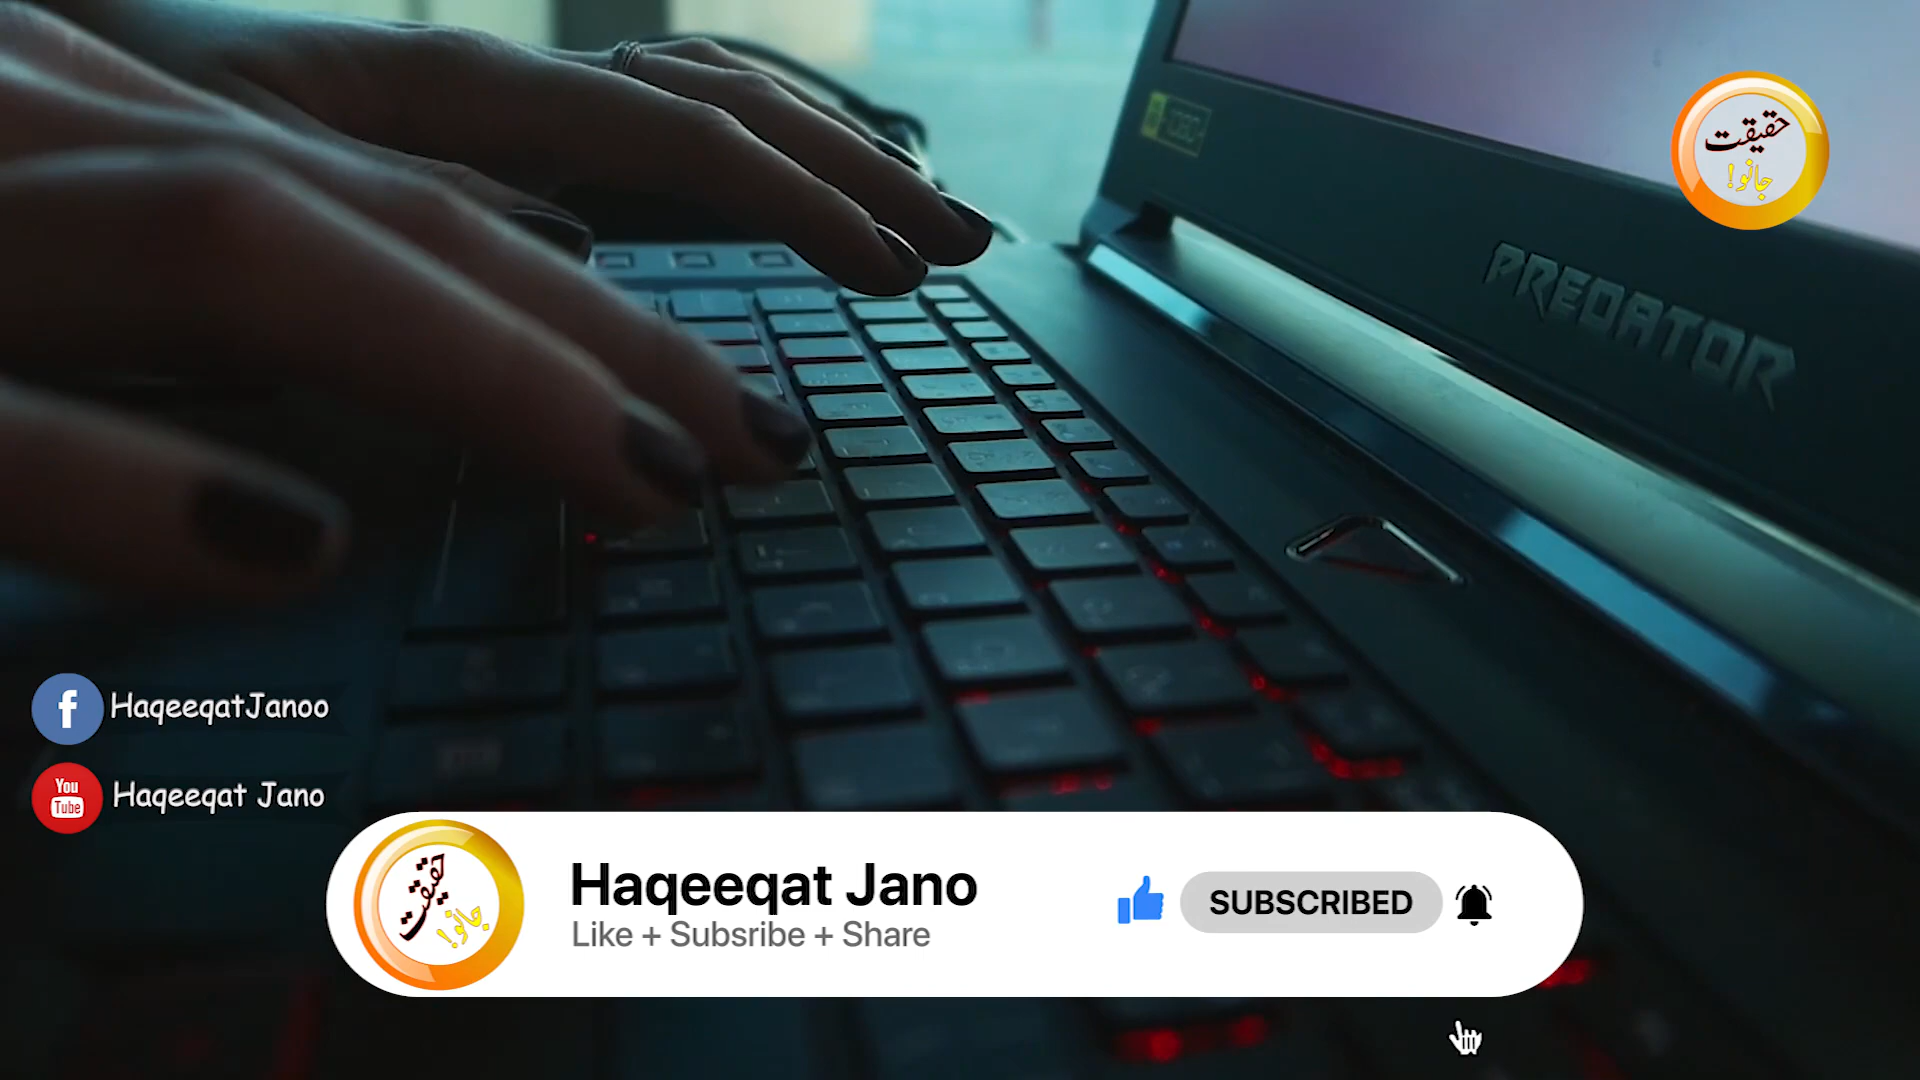 حقیقت
جانو!
PREDATOR
HaqeeqatJanoo
You
Tube
Haqeeqat Jano
حقیقت
جانو!
Haqeeqat Jano
Like + Subsribe + Share
SUBSCRIBED